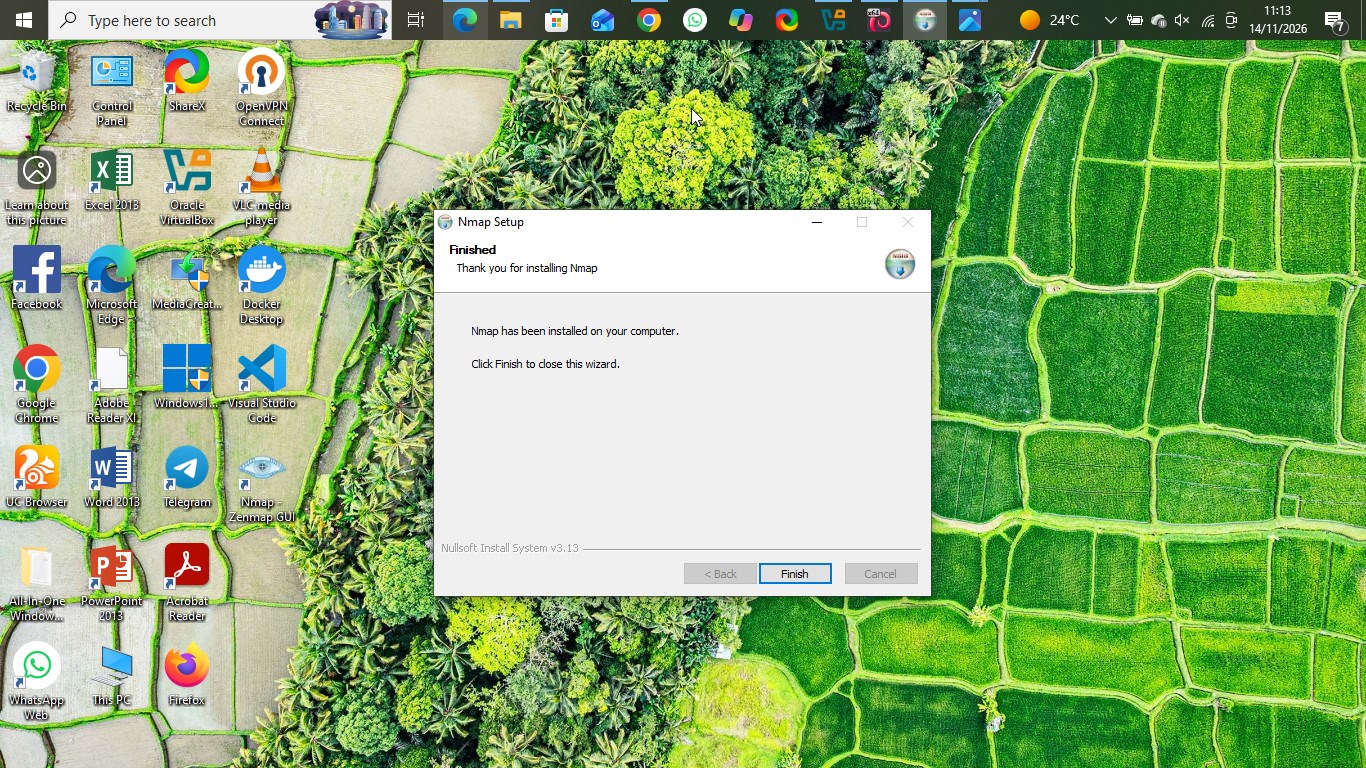 Type here to search
x64
24°C
11:13
14/11/2026
7
Recycle Bin
Control
Panel
ShareX
OpenVPN
Connect
Learn about
this picture
Excel 2013
Oracle
VirtualBox
VLC media
player
Facebook
Microsoft
Edge
MediaCreat...
Docker
Desktop
Google
Chrome
Adobe
Reader XI
Windows1...
Visual Studio
Code
UC Browser
Word 2013
Telegram
Nmap -
Zenmap GUI
All-In-One
Window...
PowerPoint
2013
Acrobat
Reader
WhatsApp
Web
This PC
Firefox
Nmap Setup
Finished
Thank you for installing Nmap
Nmap has been installed on your computer.
Click Finish to close this wizard.
Nullsoft Install System v3.13
< Back
Finish
Cancel